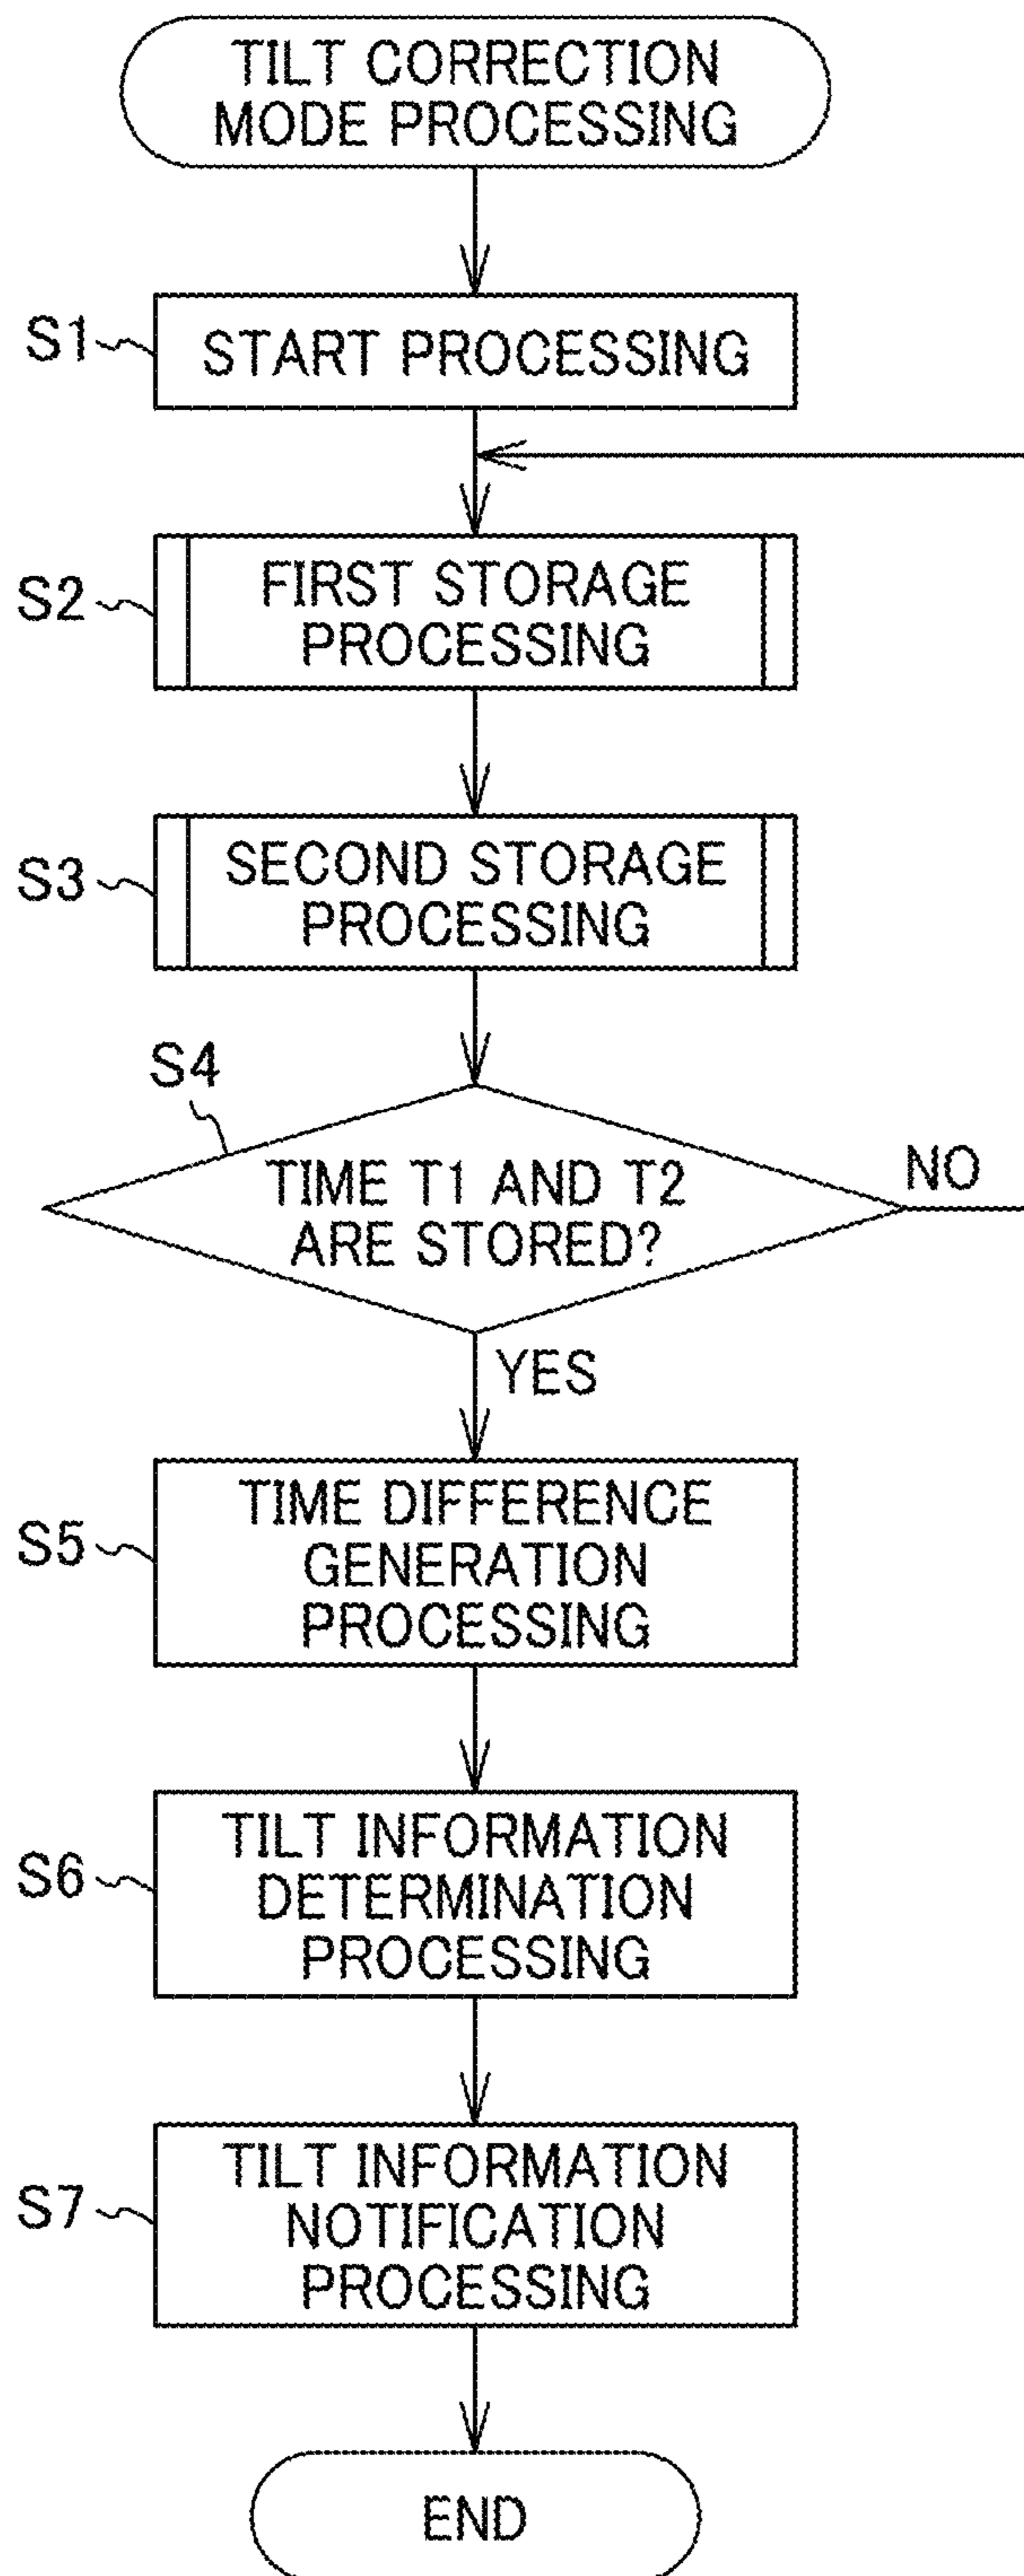 TILT CORRECTION
MODE PROCESSING
S1
START PROCESSING
S2
FIRST STORAGE
PROCESSING
S3
SECOND STORAGE
PROCESSING
S4
TIME T1 AND T2
ARE STORED?
NO
YES
S5
TIME DIFFERENCE
GENERATION
PROCESSING
S6
TILT INFORMATION
DETERMINATION
PROCESSING
S7
TILT INFORMATION
NOTIFICATION
PROCESSING
END